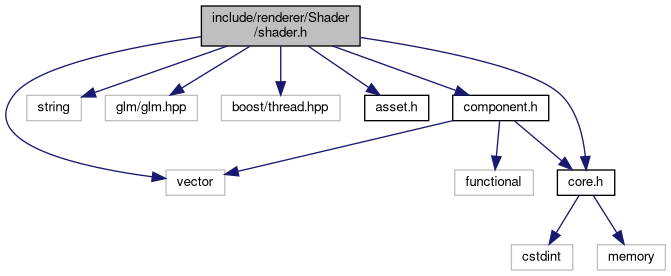 include/renderer/Shader
/shader.h
string
glm/glm.hpp
boost/thread.hpp
asset.h
component.h
vector
functional
core.h
cstdint
memory